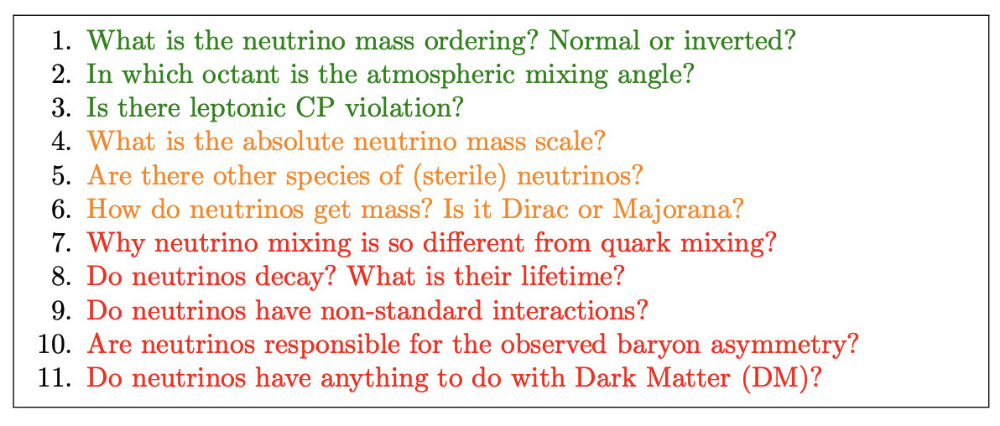 1. What is the neutrino mass ordering? Normal or inverted?
2. In which octant is the atmospheric mixing angle?
3. Is there leptonic CP violation?
4. What is the absolute neutrino mass scale?
5. Are there other species of (sterile) neutrinos?
6. How do neutrinos get mass? Is it Dirac or Majorana?
7. Why neutrino mixing is so different from quark mixing?
8. Do neutrinos decay? What is their lifetime?
9. Do neutrinos have non-standard interactions?
10. Are neutrinos responsible for the observed baryon asymmetry?
11. Do neutrinos have anything to do with Dark Matter (DM)?